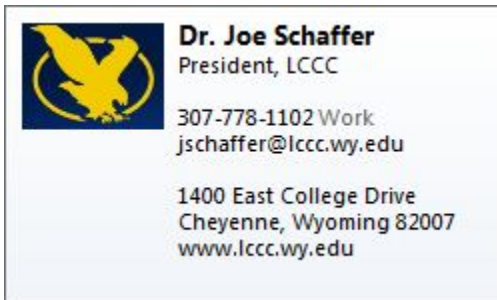 Dr. Joe Schaffer
President, LCCC
307-778-1102 Work
jschaffer@lccc.wy.edu
1400 East College Drive
Cheyenne, Wyoming 82007
www.lccc.wy.edu